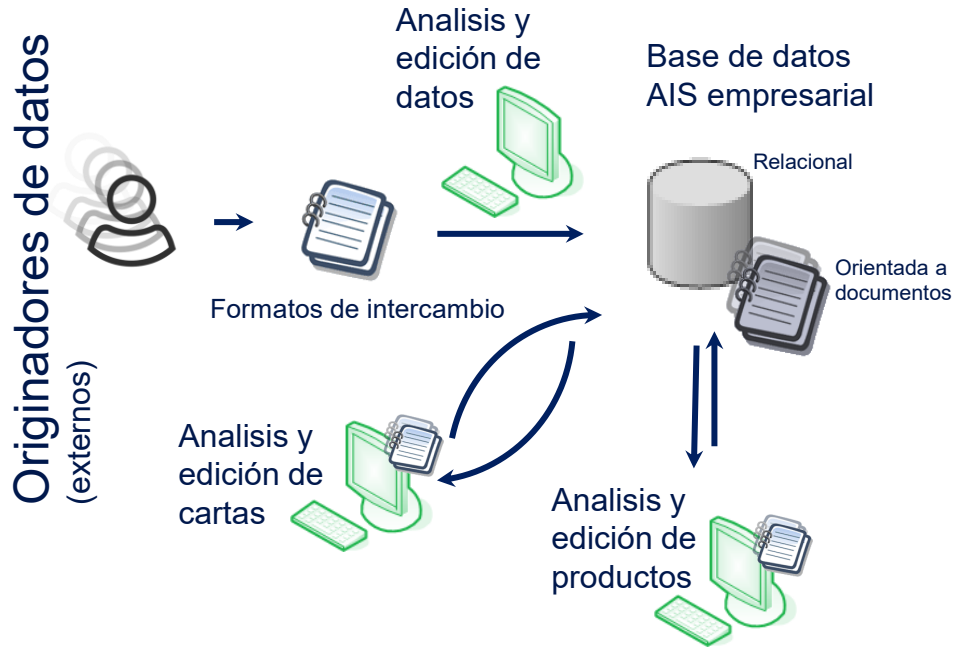 Originadores de datos
(externos)
Analisis y
edición de
datos
Base de datos
AIS empresarial
Relacional
Orientada a
documentos
Formatos de intercambio
Analisis y
edición de
cartas
Analisis y
edición de
productos